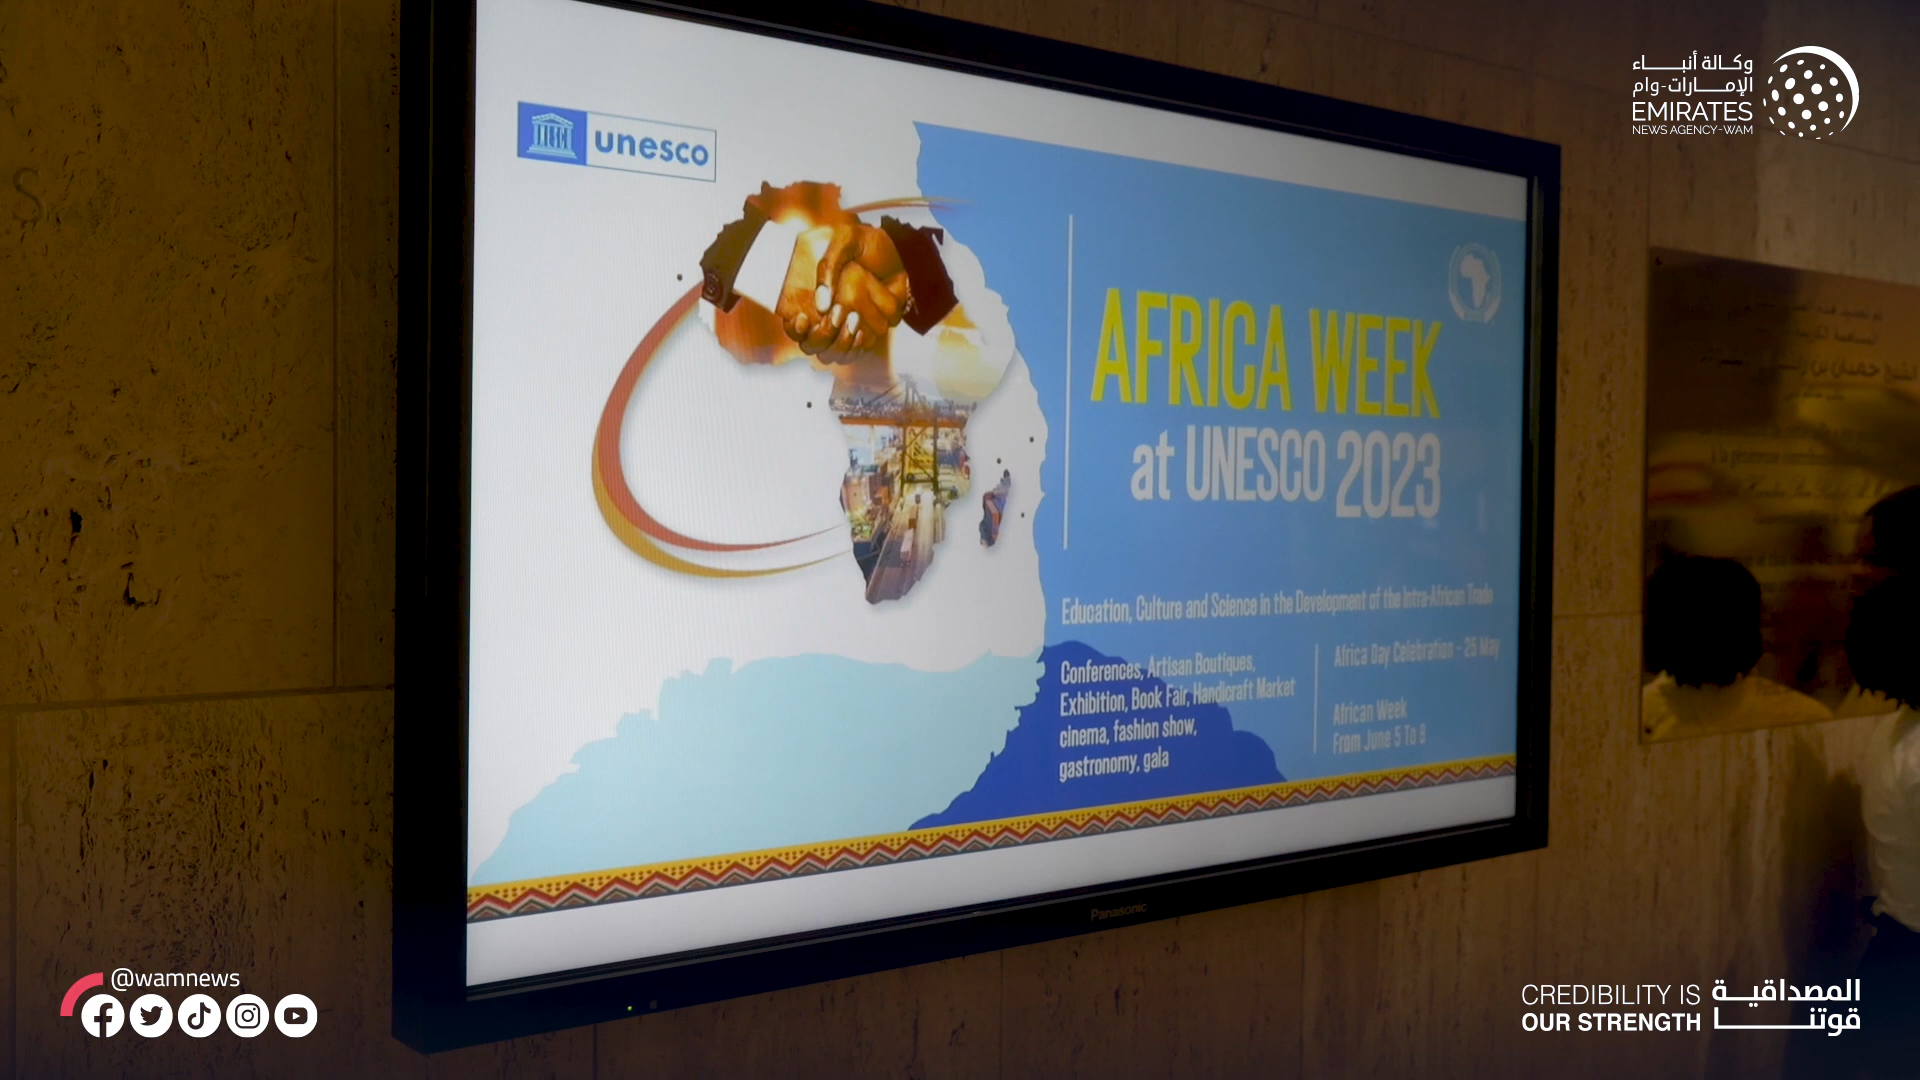 وكالة أنباء
الإمارات-وام
EMIRATES
NEWS AGENCY-WAM
unesco
AFRICA WEEK
at UNESCO 2023
Education, Culture and Science in the Development of the Intra-African Trade
Conferences, Artisan Boutiques,
Exhibition, Book Fair, Handicraft Market
cinema, fashion show,
gastronomy, gala
Africa Day Celebration - 25 May
African Week
From June 5 To 8
Panasonic
S
@wamnews
CREDIBILITY IS
OUR STRENGTH
المصداقية
قوتنا